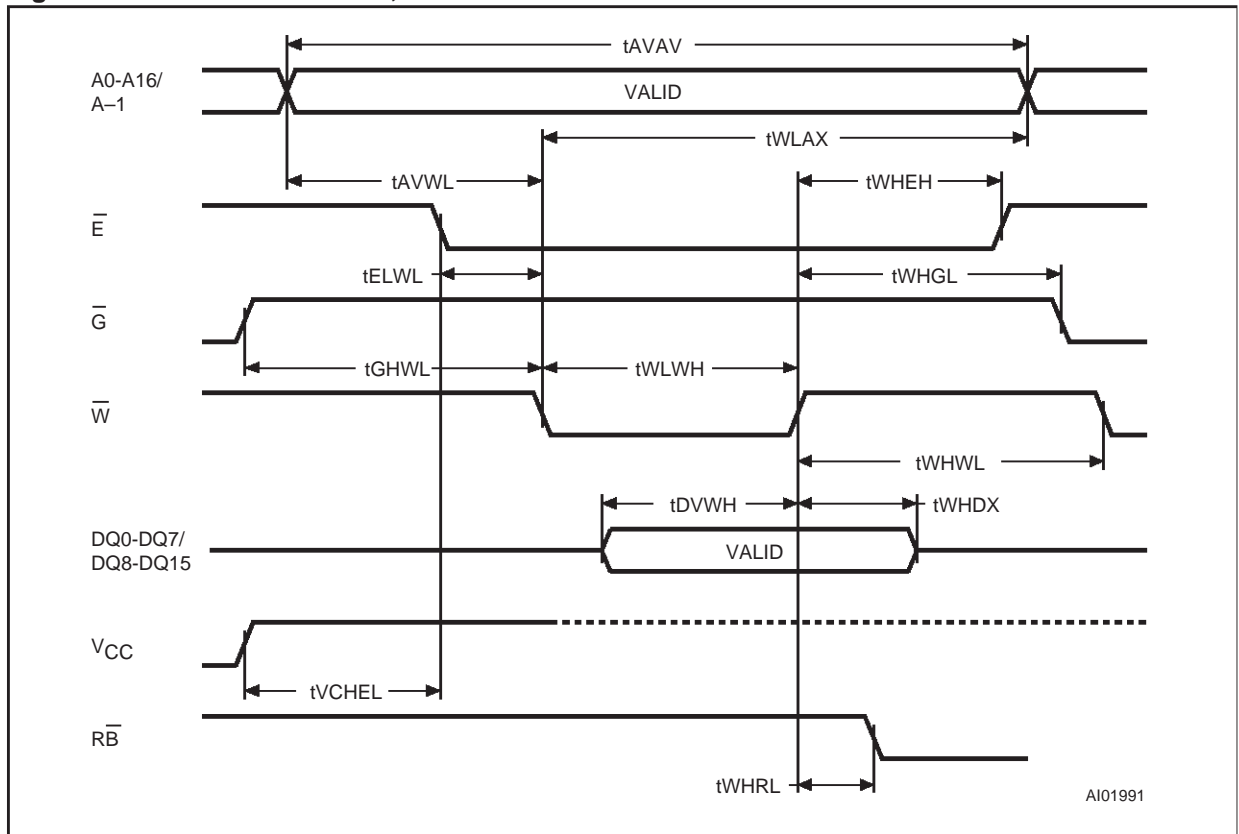 tAVAV
A0-A16/
A–1
VALID
tWLAX
tAVWL
tWHEH
E̅
tELWL
tWHGL
G̅
tGHWL
tWLWH
W̅
tWHWL
tDVWH
tWHDX
DQ0-DQ7/
DQ8-DQ15
VALID
VCC
tVCHEL
RB̅
tWHRL
AI01991